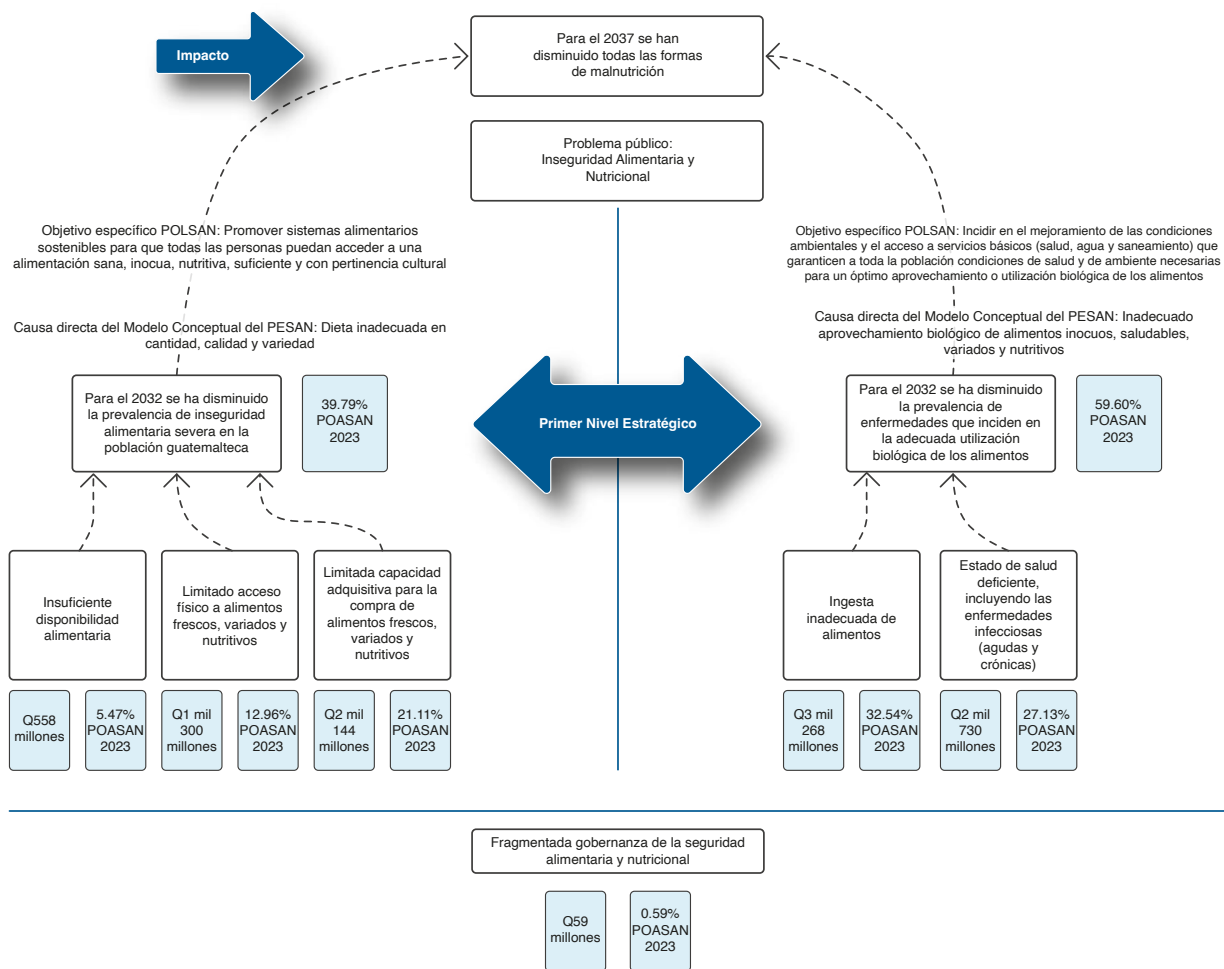 Impacto
Para el 2037 se han
disminuido todas las formas
de malnutrición
Problema público:
Inseguridad Alimentaria y
Nutricional
Objetivo específico POLSAN: Promover sistemas alimentarios
sostenibles para que todas las personas puedan acceder a una
alimentación sana, inocua, nutritiva, suficiente y con pertinencia cultural
Objetivo específico POLSAN: Incidir en el mejoramiento de las condiciones
ambientales y el acceso a servicios básicos (salud, agua y saneamiento) que
garanticen a toda la población condiciones de salud y de ambiente necesarias
para un óptimo aprovechamiento o utilización biológica de los alimentos
Causa directa del Modelo Conceptual del PESAN: Dieta inadecuada en
cantidad, calidad y variedad
Causa directa del Modelo Conceptual del PESAN: Inadecuado
aprovechamiento biológico de alimentos inocuos, saludables,
variados y nutritivos
Para el 2032 se ha disminuido
la prevalencia de inseguridad
alimentaria severa en la
población guatemalteca
39.79%
POASAN
2023
Primer Nivel Estratégico
Para el 2032 se ha disminuido
la prevalencia de
enfermedades que inciden en
la adecuada utilización
biológica de los alimentos
59.60%
POASAN
2023
Insuficiente
disponibilidad
alimentaria
Limitado acceso
físico a alimentos
frescos, variados y
nutritivos
Limitada capacidad
adquisitiva para la
compra de
alimentos frescos,
variados y
nutritivos
Ingesta
inadecuada de
alimentos
Estado de salud
deficiente,
incluyendo las
enfermedades
infecciosas
(agudas y
crónicas)
Q558
millones
5.47%
POASAN
2023
Q1 mil
300
millones
12.96%
POASAN
2023
Q2 mil
144
millones
21.11%
POASAN
2023
Q3 mil
268
millones
32.54%
POASAN
2023
Q2 mil
730
millones
27.13%
POASAN
2023
Fragmentada gobernanza de la seguridad
alimentaria y nutricional
Q59
millones
0.59%
POASAN
2023